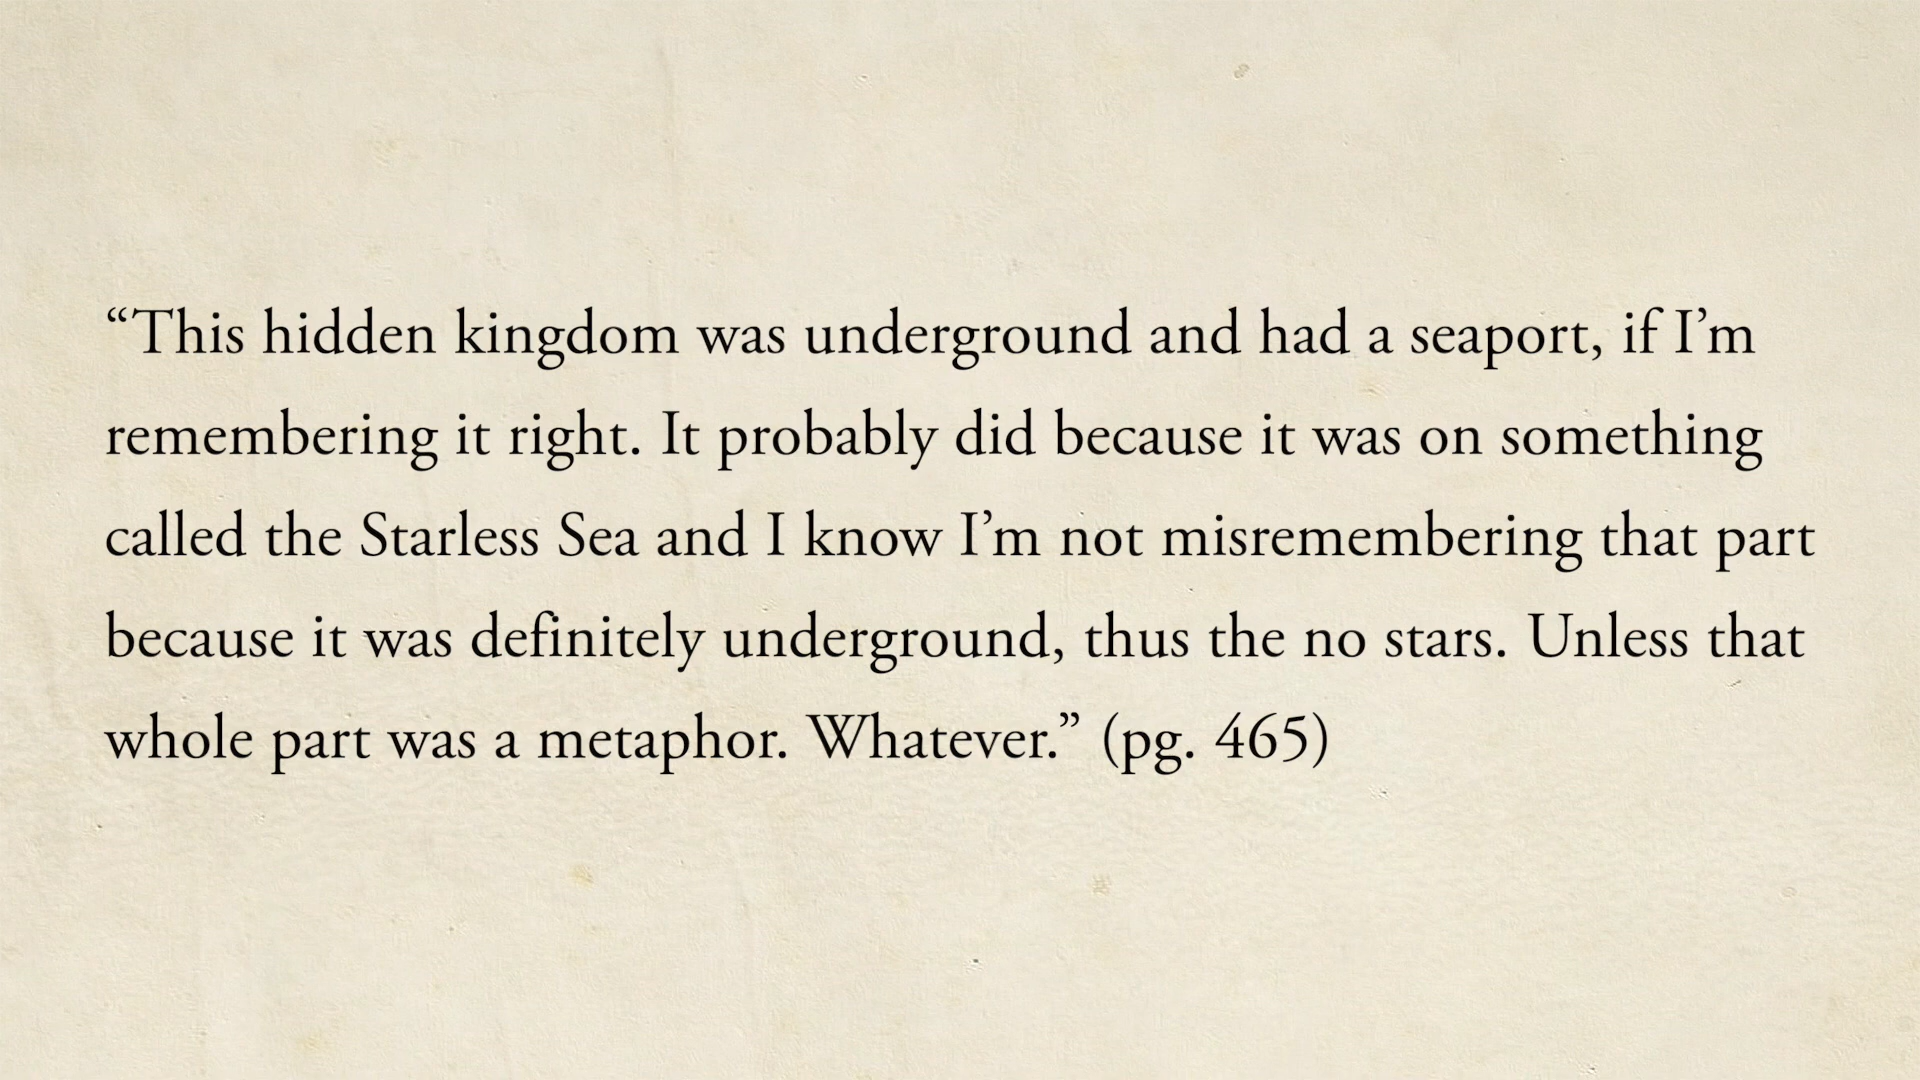 “This hidden kingdom was underground and had a seaport, if I’m
remembering it right. It probably did because it was on something
called the Starless Sea and I know I’m not misremembering that part
because it was definitely underground, thus the no stars. Unless that
whole part was a metaphor. Whatever.” (pg. 465)